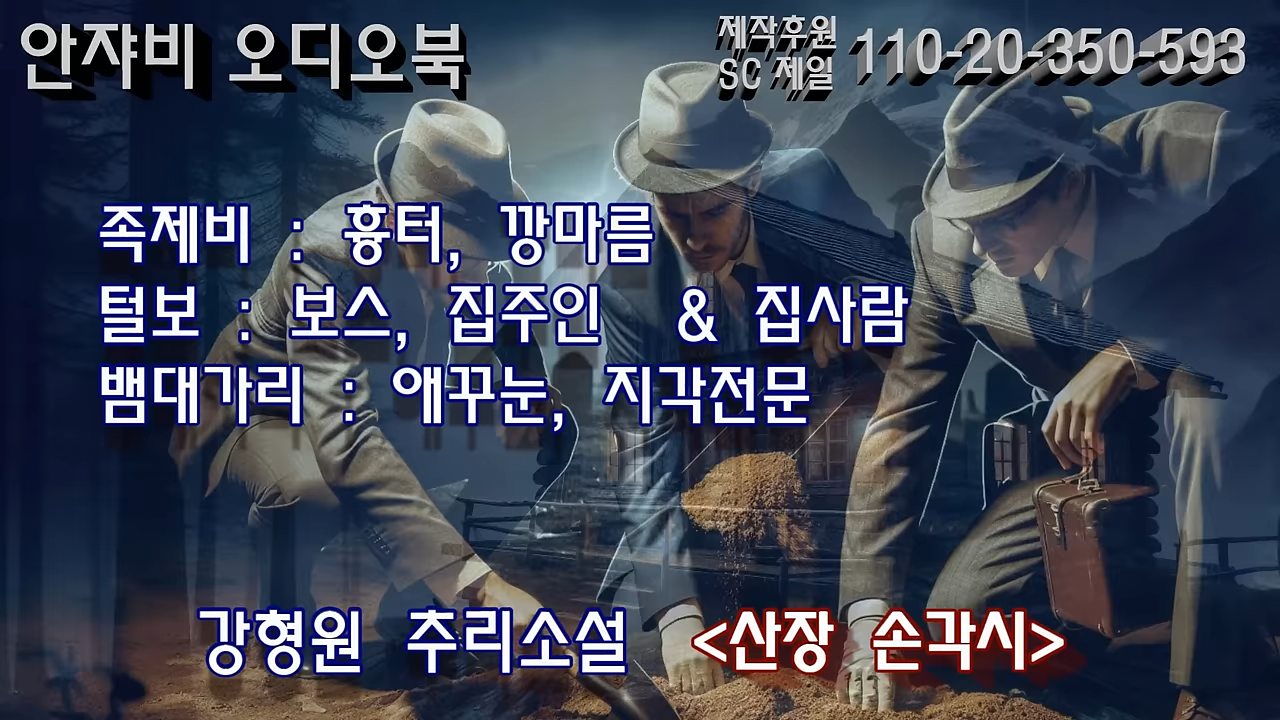 안쟈비 오디오북
제작후원
SC 제일
110-20-350-593
족제비 : 흉터, 깡마름
털보 : 보스, 집주인 & 집사람
뱀대가리 : 애꾸눈, 지각전문
강형원 추리소설 <산장 손각시>